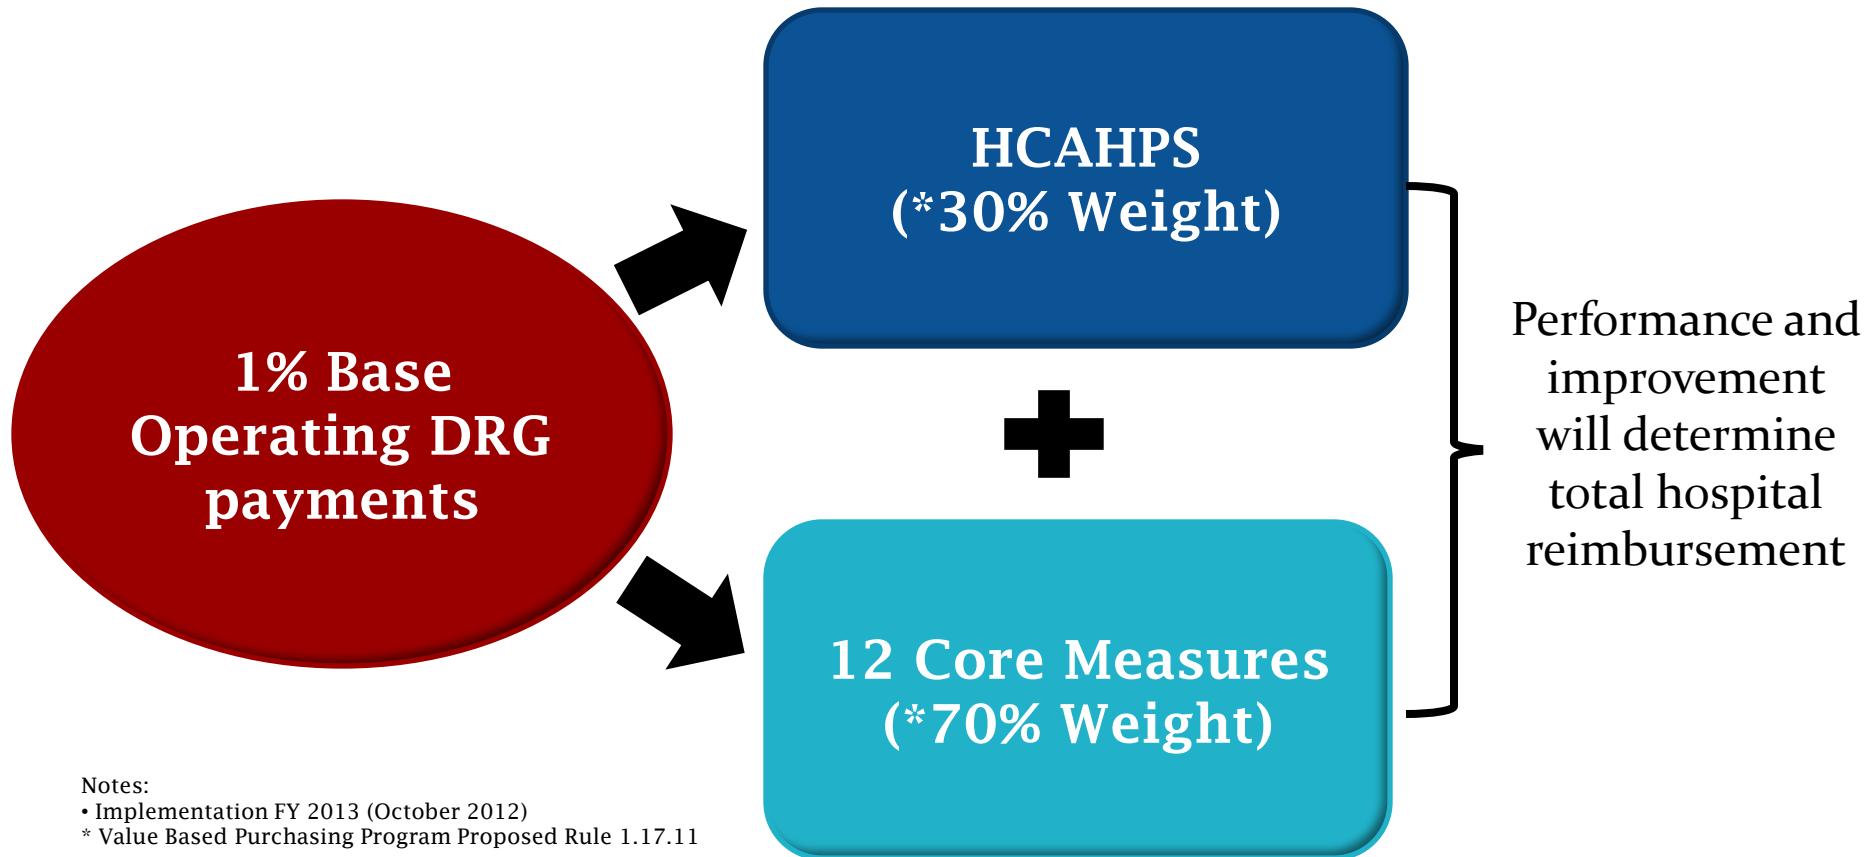 HCAHPS
(*30% Weight)
1% Base
Operating DRG
payments
12 Core Measures
(*70% Weight)
Performance and
improvement
will determine
total hospital
reimbursement
Notes:
• Implementation FY 2013 (October 2012)
* Value Based Purchasing Program Proposed Rule 1.17.11